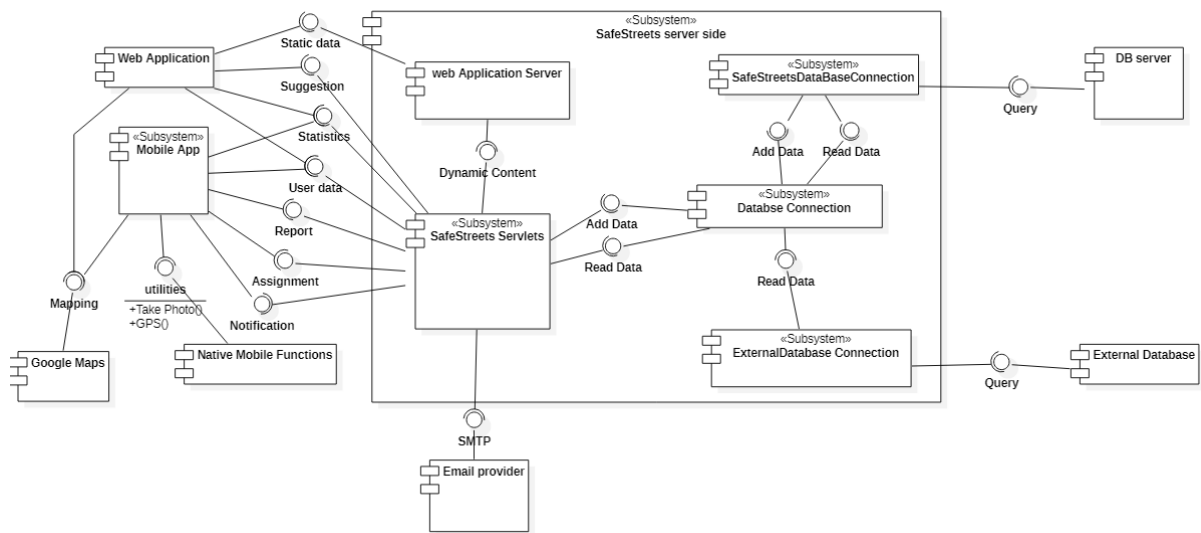 «Subsystem»
SafeStreets server side
Static data
Web Application
web Application Server
Suggestion
«Subsystem»
SafeStreetsDataBaseConnection
DB server
Query
Statistics
«Subsystem»
Mobile App
Add Data
Read Data
Dynamic Content
User data
«Subsystem»
Databse Connection
Report
«Subsystem»
SafeStreets Servlets
Add Data
Read Data
Assignment
Read Data
utilities
+Take Photo()
+GPS()
Mapping
Notification
«Subsystem»
ExternalDatabase Connection
Google Maps
Native Mobile Functions
External Database
Query
SMTP
Email provider